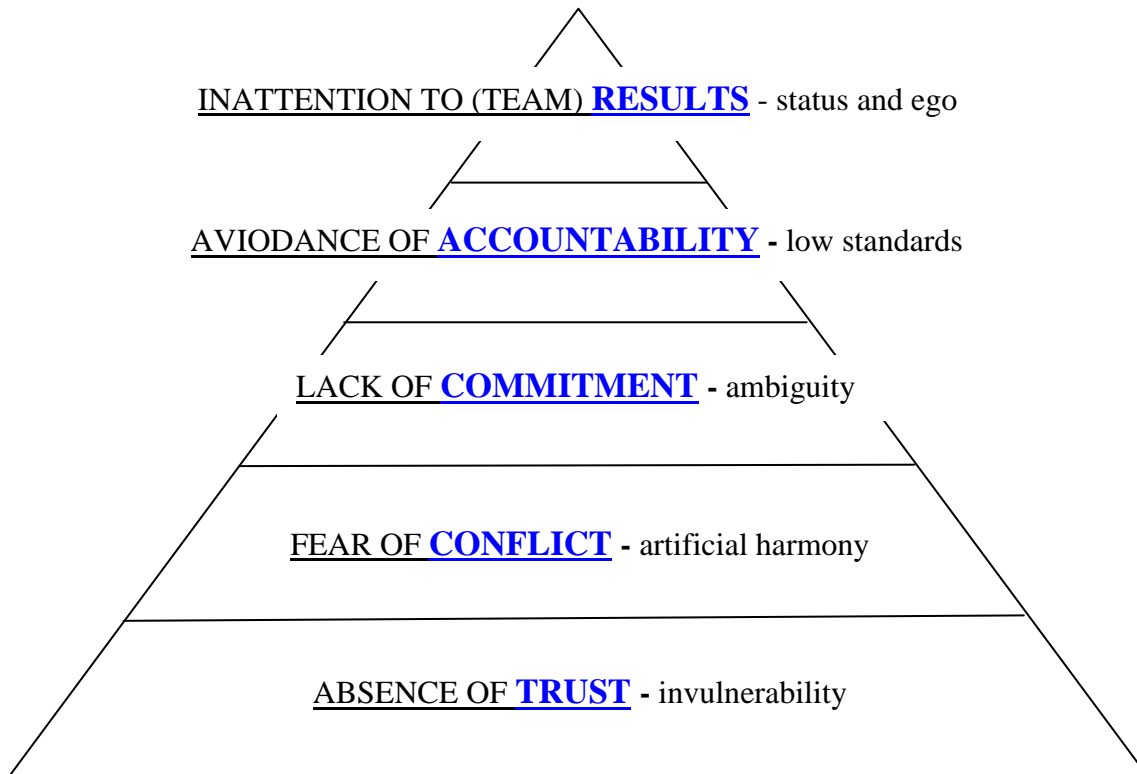 INATTENTION TO (TEAM) RESULTS - status and ego
AVIODANCE OF ACCOUNTABILITY - low standards
LACK OF COMMITMENT - ambiguity
FEAR OF CONFLICT - artificial harmony
ABSENCE OF TRUST - invulnerability